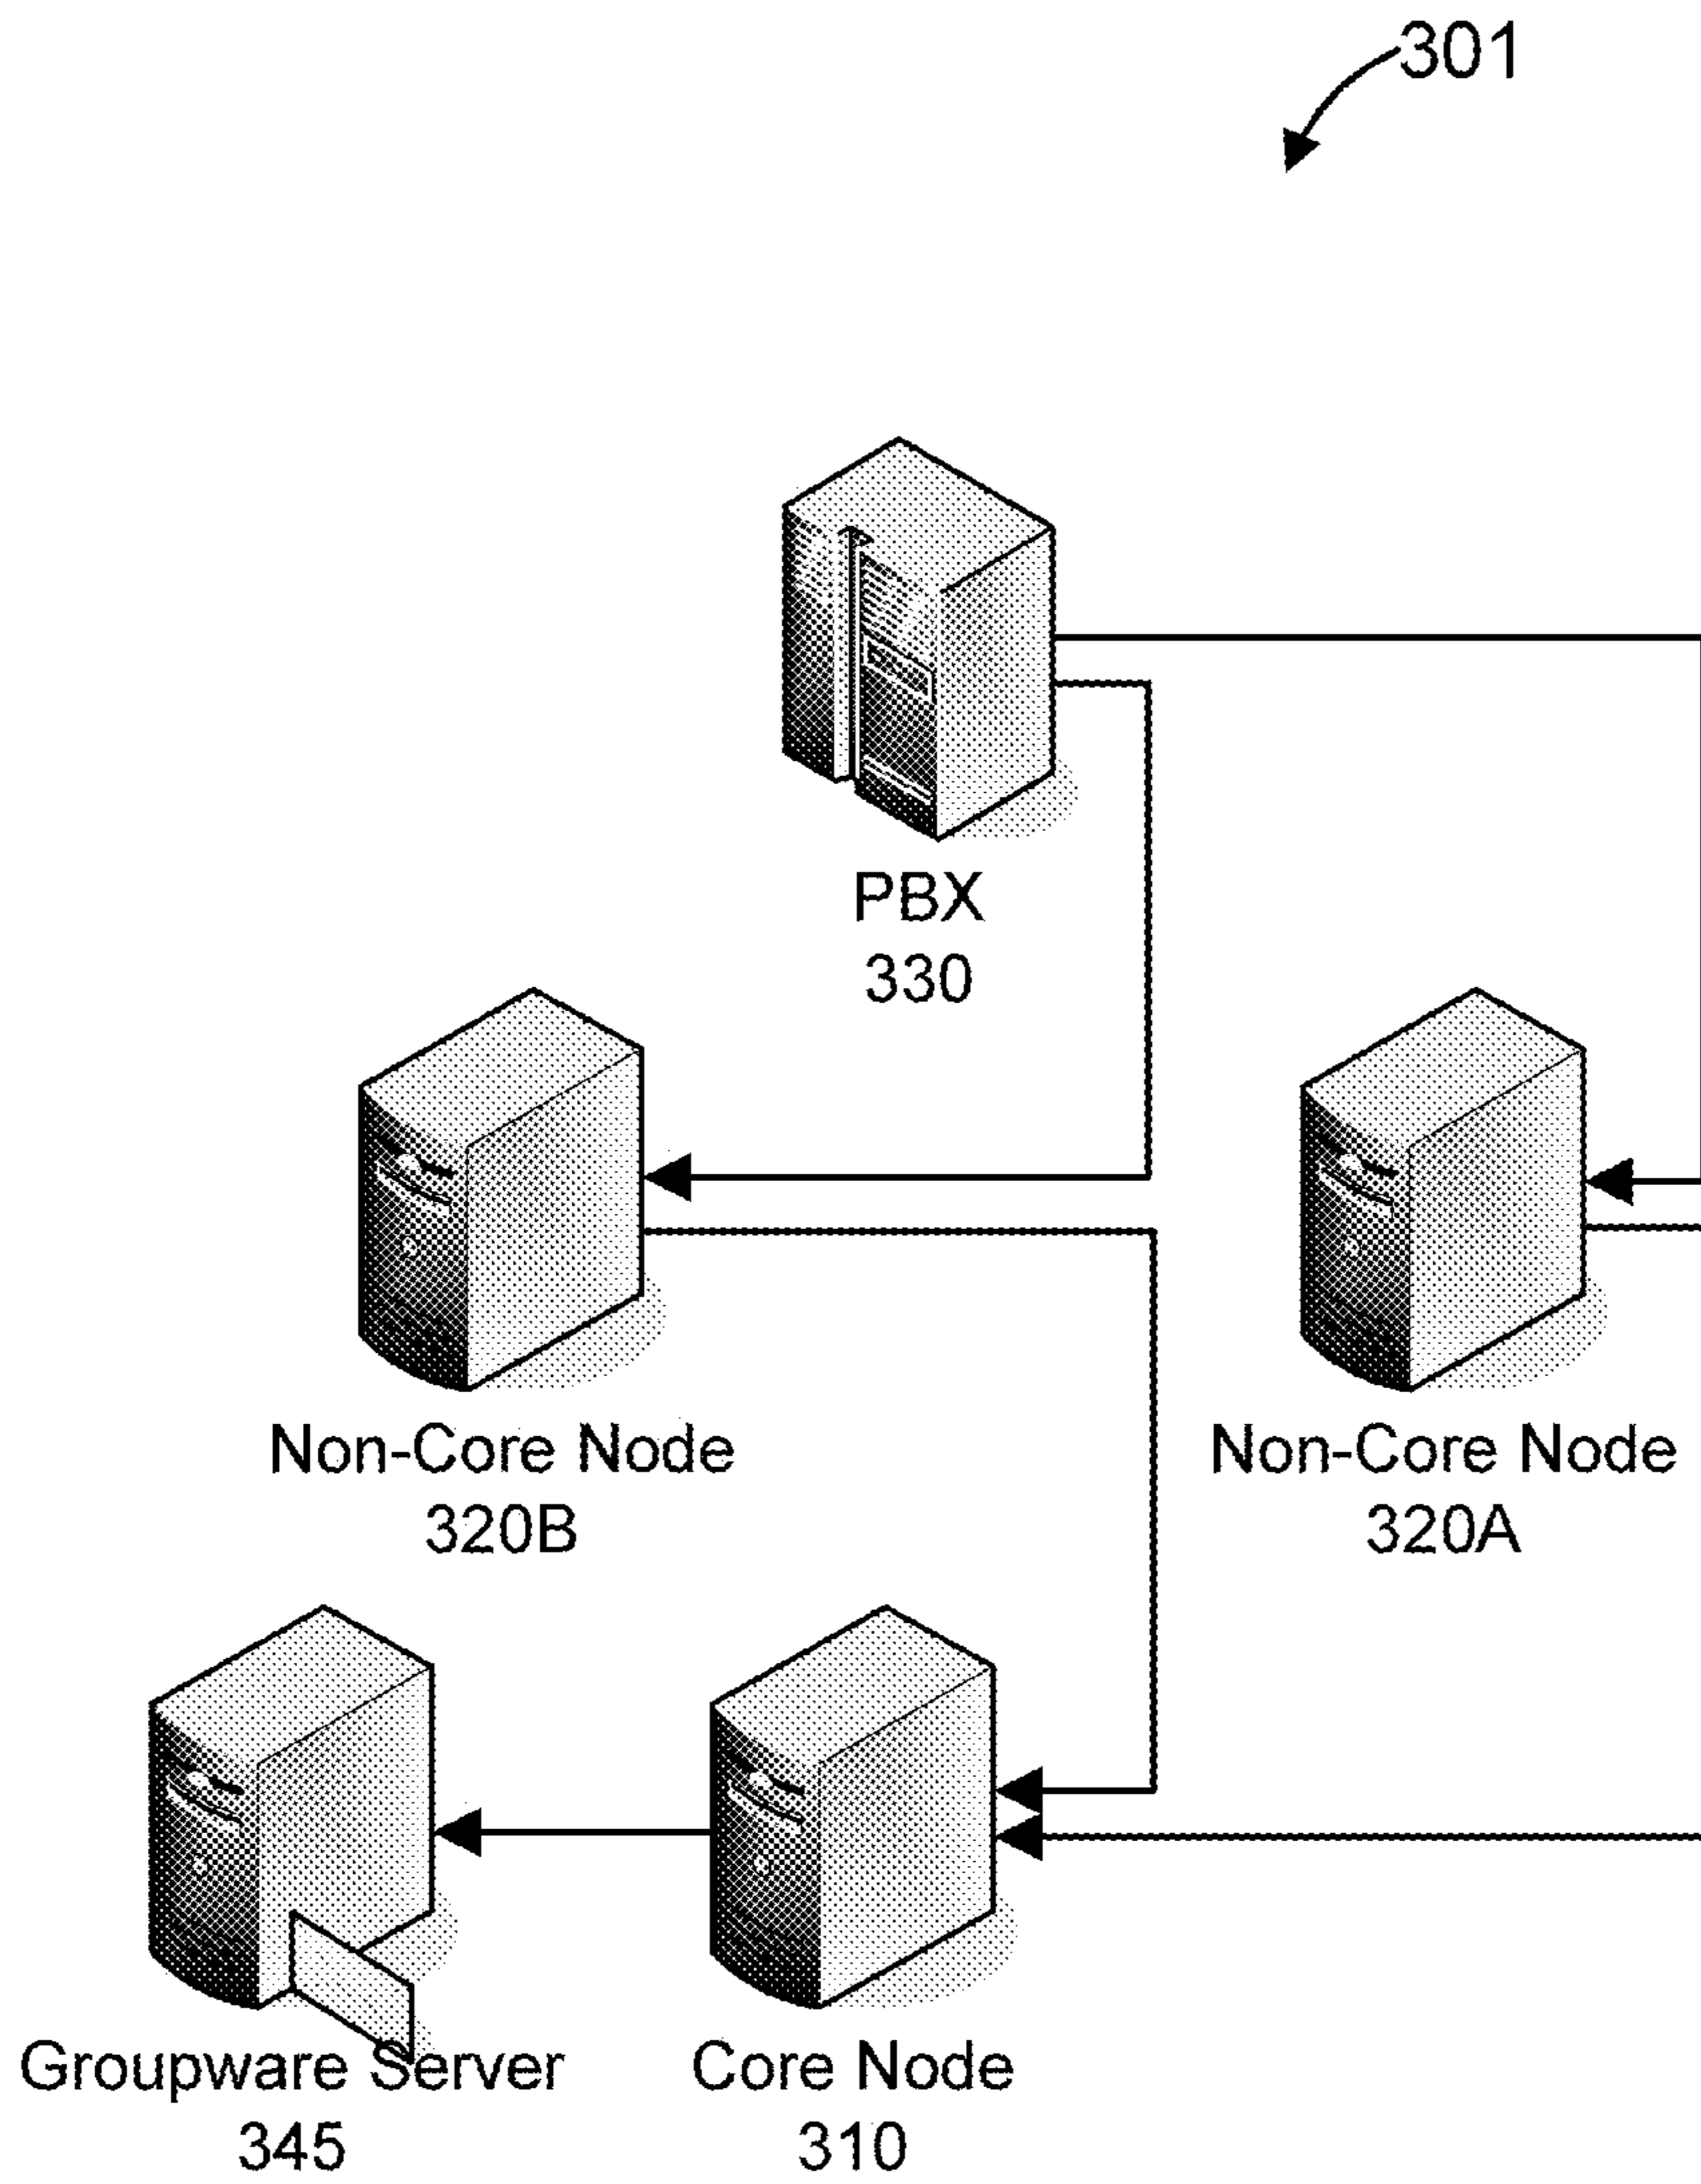 301
PBX
330
Non-Core Node
320B
Non-Core Node
320A
Groupware Server
345
Core Node
310